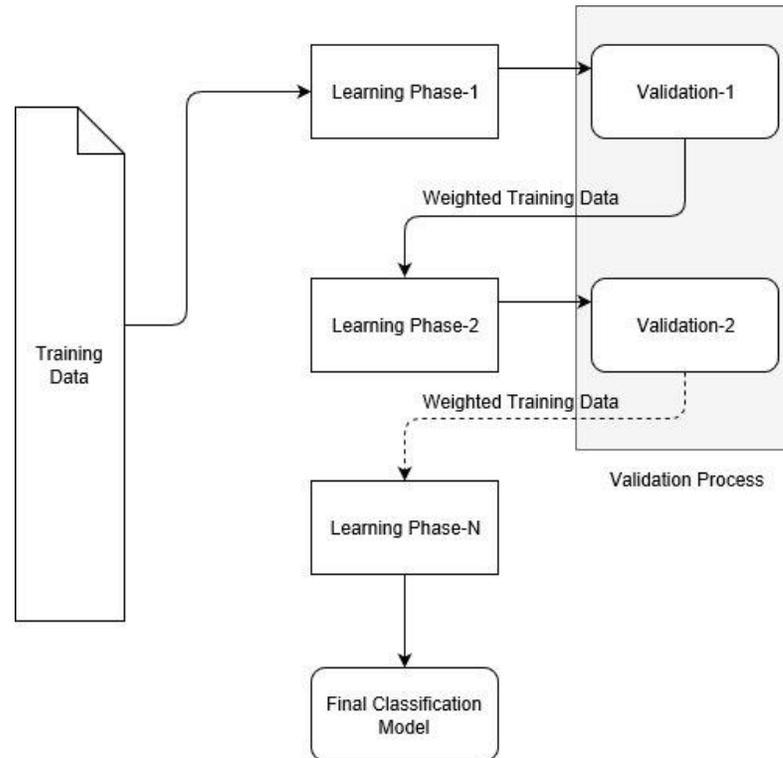 Learning Phase-1
Validation-1
Weighted Training Data
Learning Phase-2
Validation-2
Training
Data
Weighted Training Data
Validation Process
Learning Phase-N
Final Classification
Model